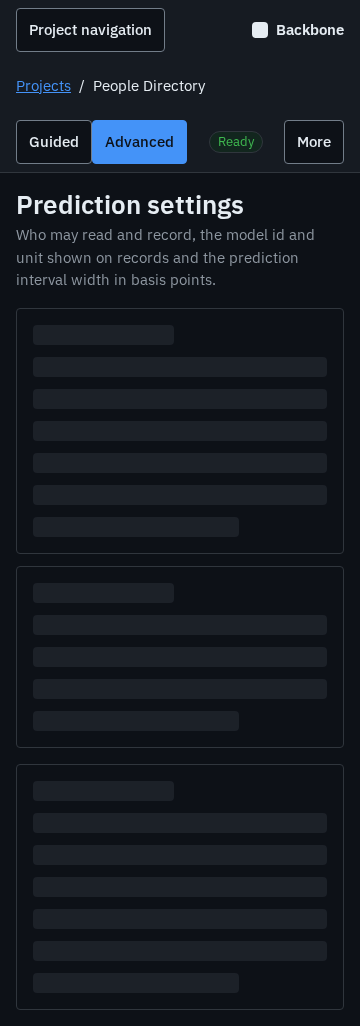 Project navigation
Backbone
Projects / People Directory
Guided
Advanced
Ready
More
Prediction settings
Who may read and record, the model id and
unit shown on records and the prediction
interval width in basis points.